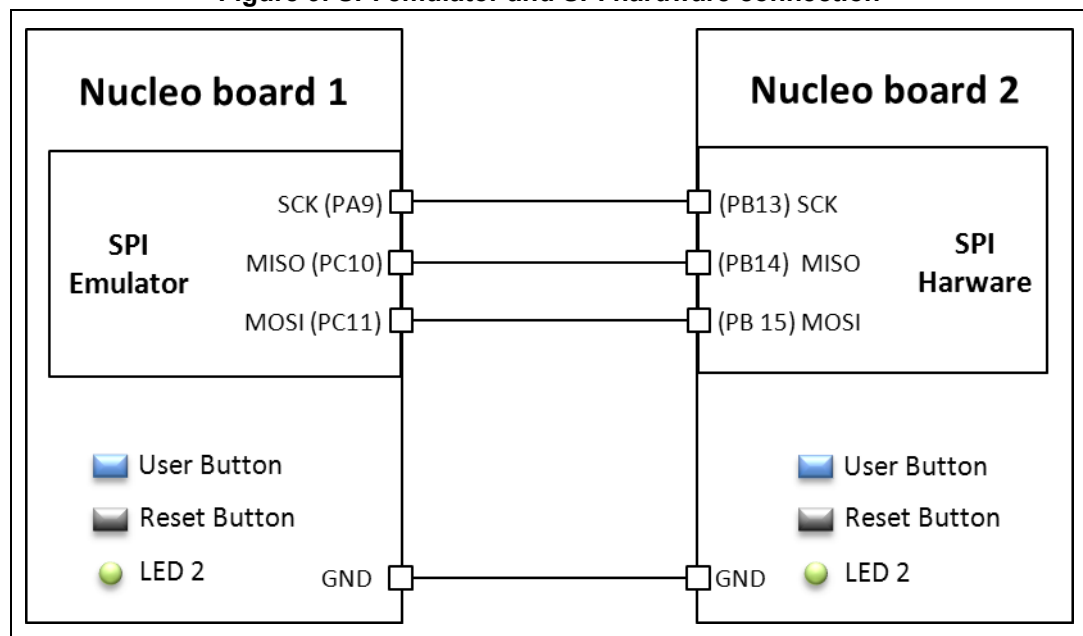 Nucleo board 1
SPI
Emulator
SCK (PA9)
MISO (PC10)
MOSI (PC11)
User Button
Reset Button
LED 2
GND
Nucleo board 2
(PB13) SCK
(PB14) MISO
(PB 15) MOSI
SPI
Harware
User Button
Reset Button
GND
LED 2